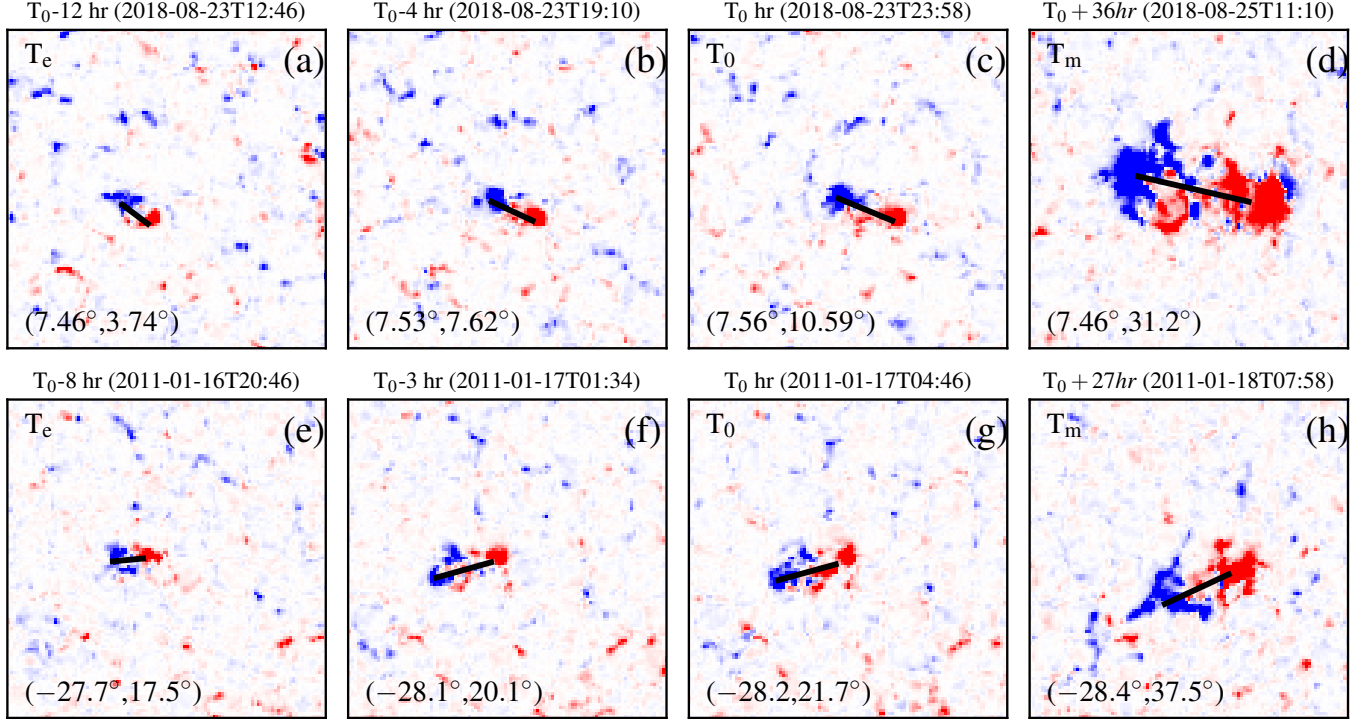 T₀-12 hr (2018-08-23T12:46)
T₀-4 hr (2018-08-23T19:10)
T₀ hr (2018-08-23T23:58)
T₀ + 36hr (2018-08-25T11:10)
Tₑ (a)
(b)
T₀ (c)
Tₘ (d)
(7.46°,3.74°)
(7.53°,7.62°)
(7.56°,10.59°)
(7.46°,31.2°)
T₀-8 hr (2011-01-16T20:46)
T₀-3 hr (2011-01-17T01:34)
T₀ hr (2011-01-17T04:46)
T₀ + 27hr (2011-01-18T07:58)
Tₑ (e)
(f)
T₀ (g)
Tₘ (h)
(−27.7°,17.5°)
(−28.1°,20.1°)
(−28.2,21.7°)
(−28.4°,37.5°)